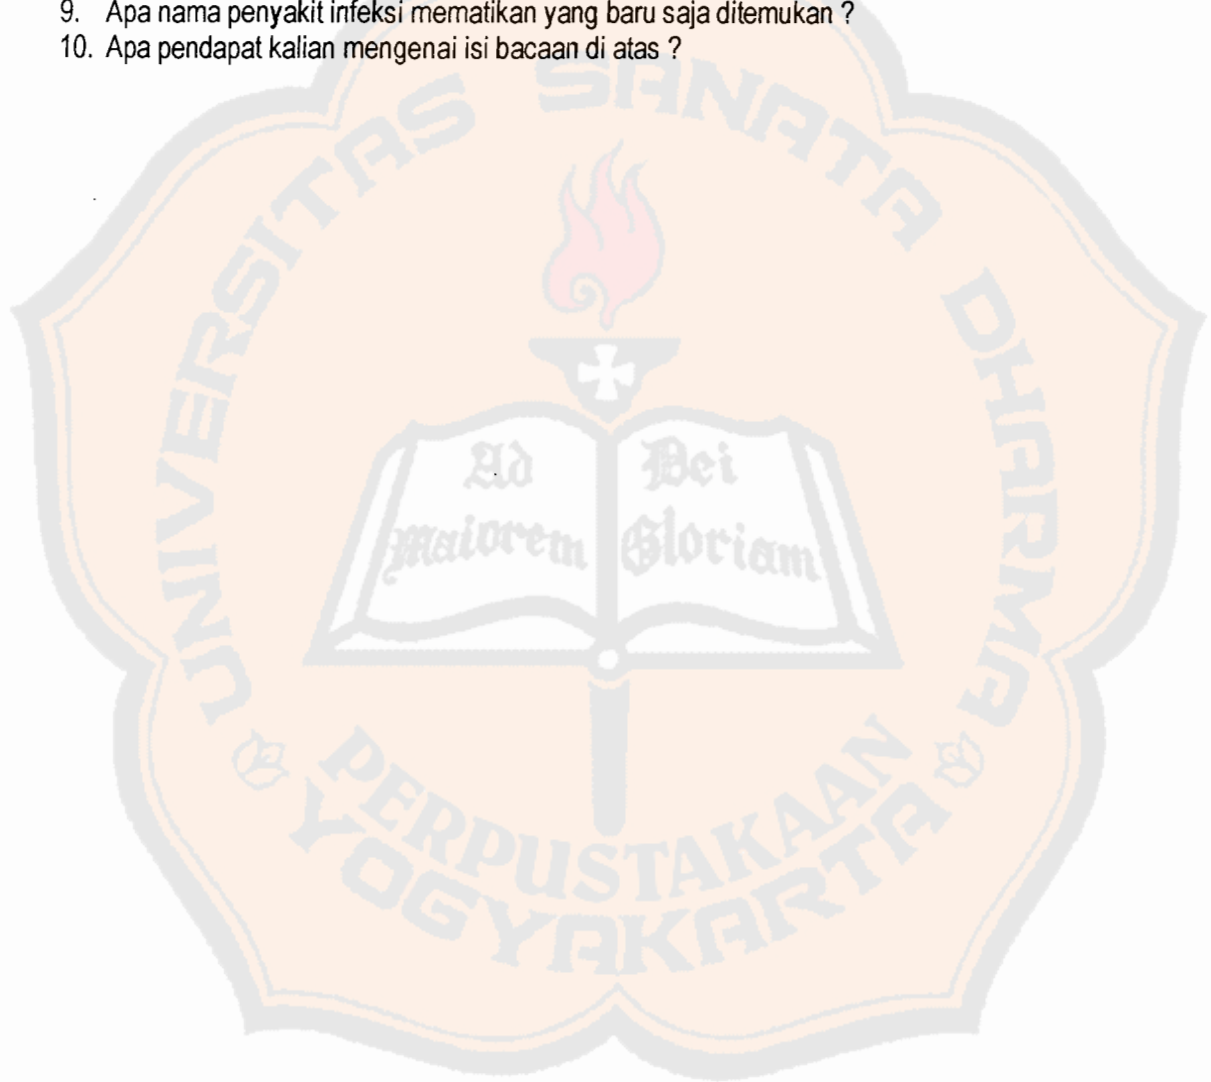 9. Apa nama penyakit infeksi mematikan yang baru saja ditemukan ?
10. Apa pendapat kalian mengenai isi bacaan di atas ?
UNIVERSITAS SANATA DHARMA
Ad Dei
Maiorem Gloriam
PERPUSTAKAAN
YOGYAKARTA